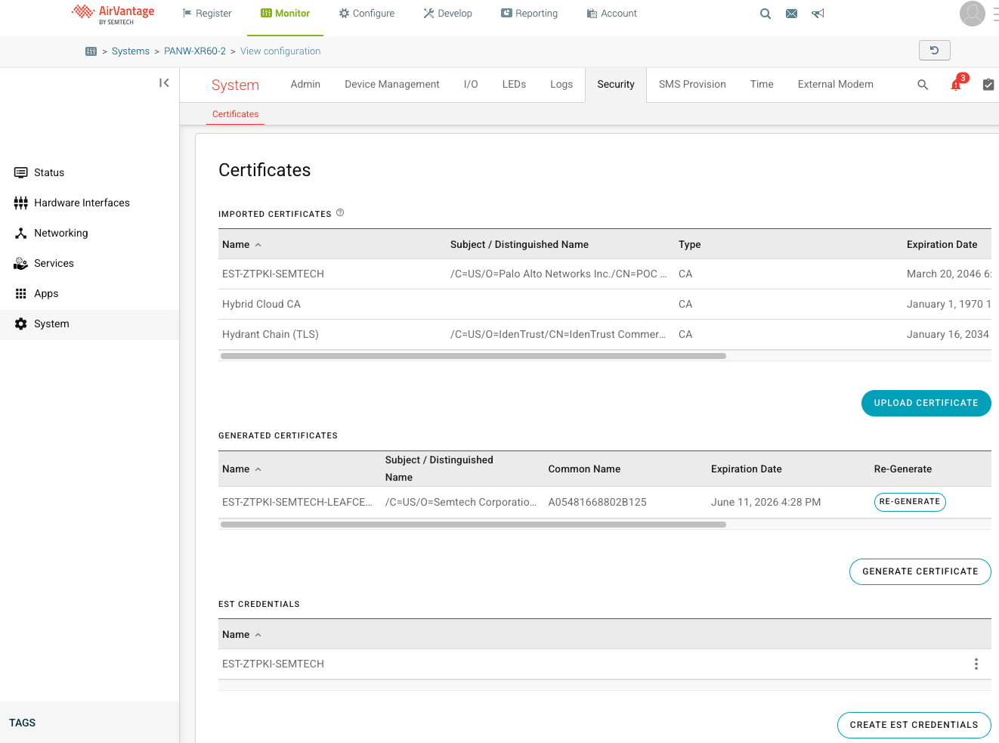 AirVantage
BY SEMTECH
Register
Monitor
Configure
Develop
Reporting
Account
> Systems > PANW-XR60-2 > View configuration
System
Admin
Device Management
I/O
LEDs
Logs
Security
SMS Provision
Time
External Modem
3
Certificates
Status
Hardware Interfaces
Networking
Services
Apps
System
TAGS
Certificates
IMPORTED CERTIFICATES ?
Name Subject / Distinguished Name Type Expiration Date
EST-ZTPKI-SEMTECH /C=US/O=Palo Alto Networks Inc./CN=POC ... CA March 20, 2046 6:
Hybrid Cloud CA CA January 1, 1970 1
Hydrant Chain (TLS) /C=US/O=IdenTrust/CN=IdenTrust Commer... CA January 16, 2034
UPLOAD CERTIFICATE
GENERATED CERTIFICATES
Name Subject / Distinguished Name Common Name Expiration Date Re-Generate
EST-ZTPKI-SEMTECH-LEAFCE... /C=US/O=Semtech Corporatio... A05481668802B125 June 11, 2026 4:28 PM RE-GENERATE
GENERATE CERTIFICATE
EST CREDENTIALS
Name
EST-ZTPKI-SEMTECH
CREATE EST CREDENTIALS